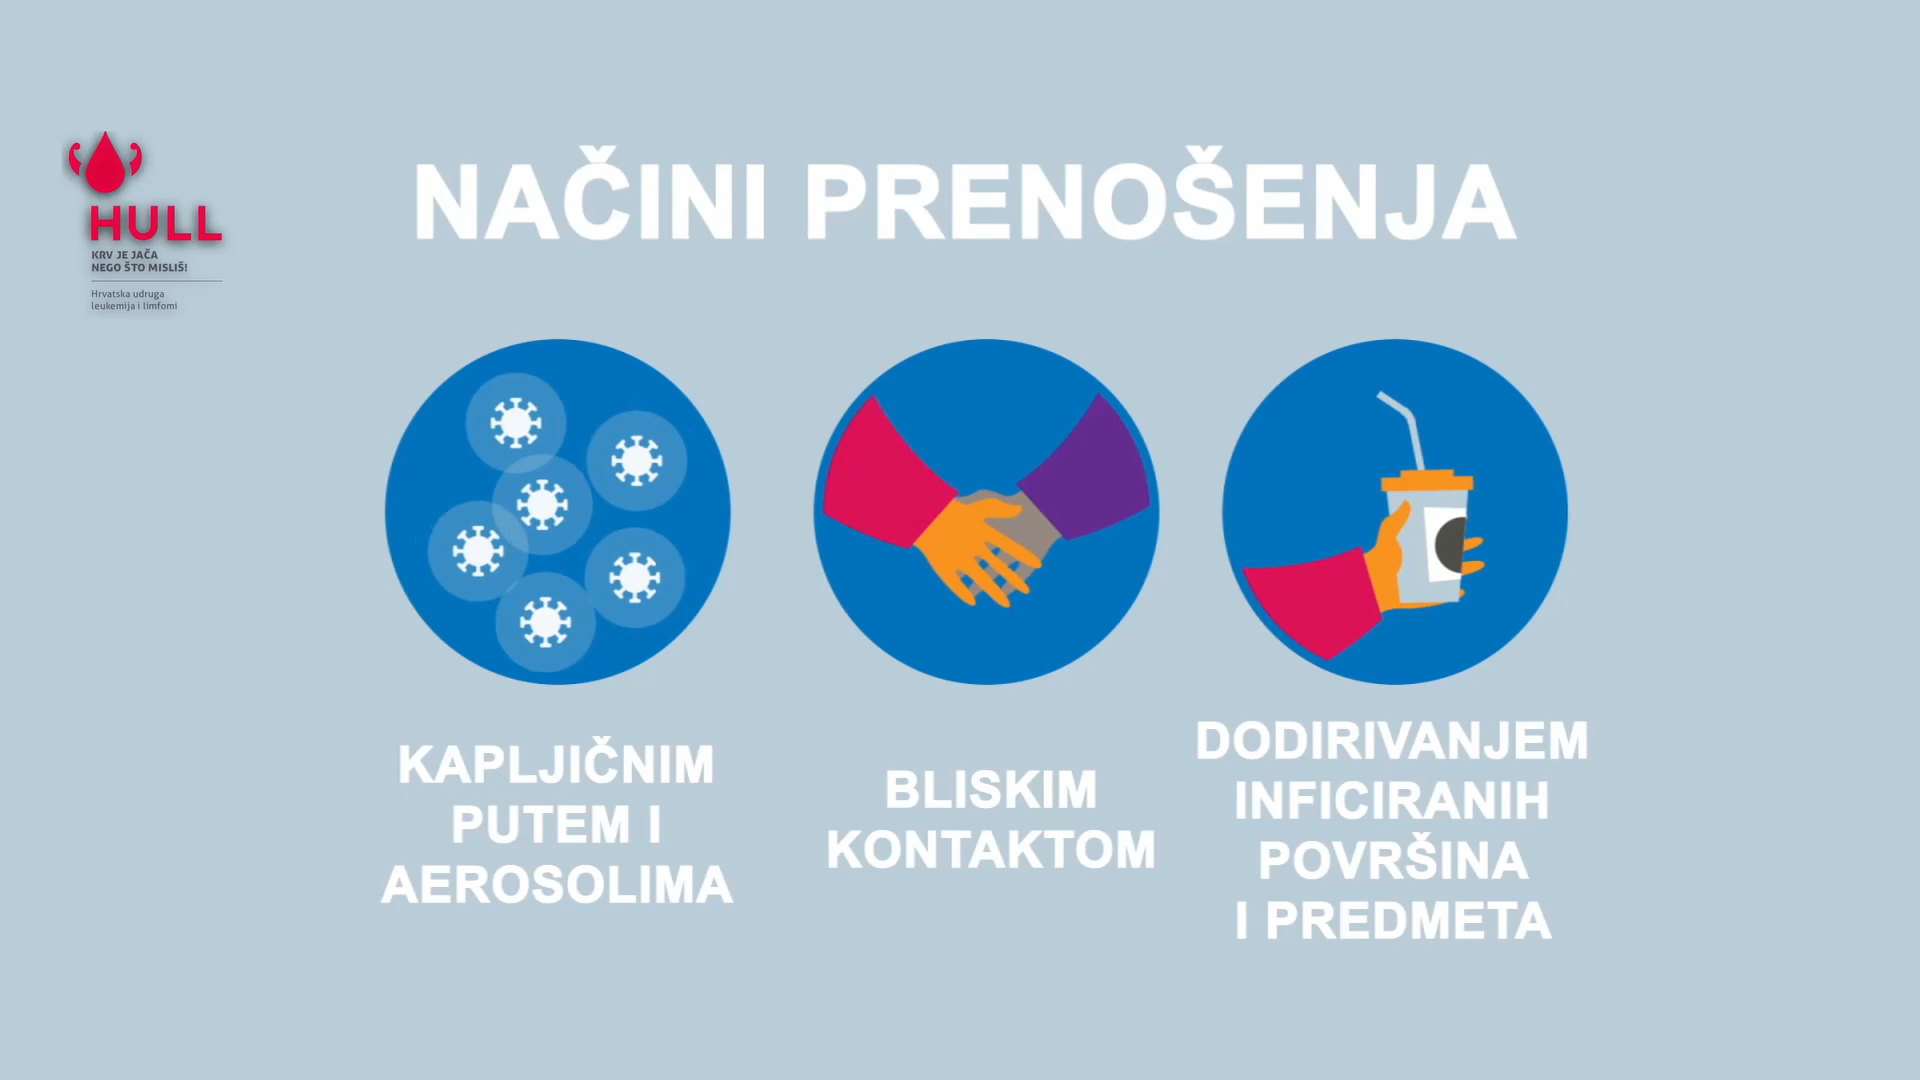 HULL
KRV JE JAČA
NEGO ŠTO MISLIŠ!
Hrvatska udruga
leukemija i limfomi
NAČINI PRENOŠENJA
KAPLJIČNIM
PUTEM I
AEROSOLIMA
BLISKIM
KONTAKTOM
DODIRIVANJEM
INFICIRANIH
POVRŠINA
I PREDMETA